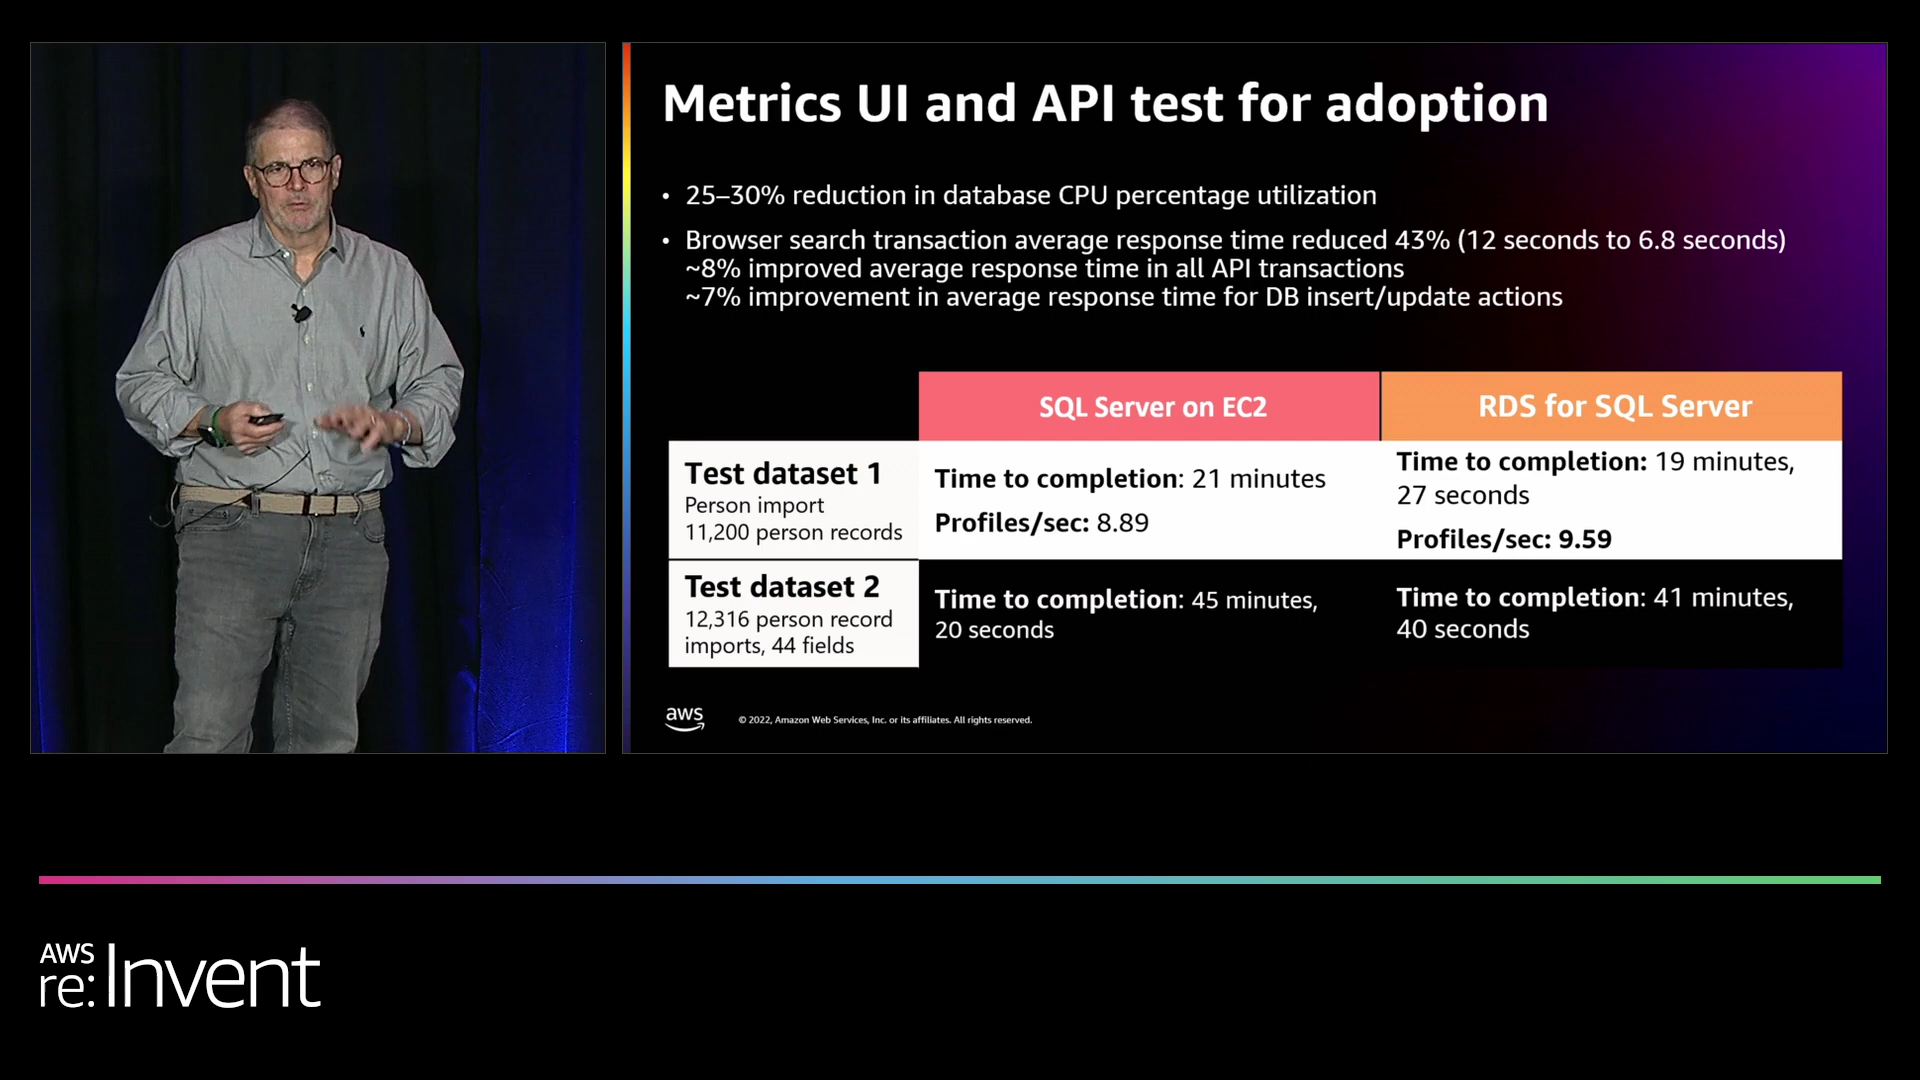 Metrics UI and API test for adoption
• 25–30% reduction in database CPU percentage utilization
• Browser search transaction average response time reduced 43% (12 seconds to 6.8 seconds)
~8% improved average response time in all API transactions
~7% improvement in average response time for DB insert/update actions
SQL Server on EC2
RDS for SQL Server
Test dataset 1
Person import
11,200 person records
Time to completion: 21 minutes
Profiles/sec: 8.89
Time to completion: 19 minutes,
27 seconds
Profiles/sec: 9.59
Test dataset 2
12,316 person record
imports, 44 fields
Time to completion: 45 minutes,
20 seconds
Time to completion: 41 minutes,
40 seconds
aws
© 2022, Amazon Web Services, Inc. or its affiliates. All rights reserved.
AWS
re:Invent